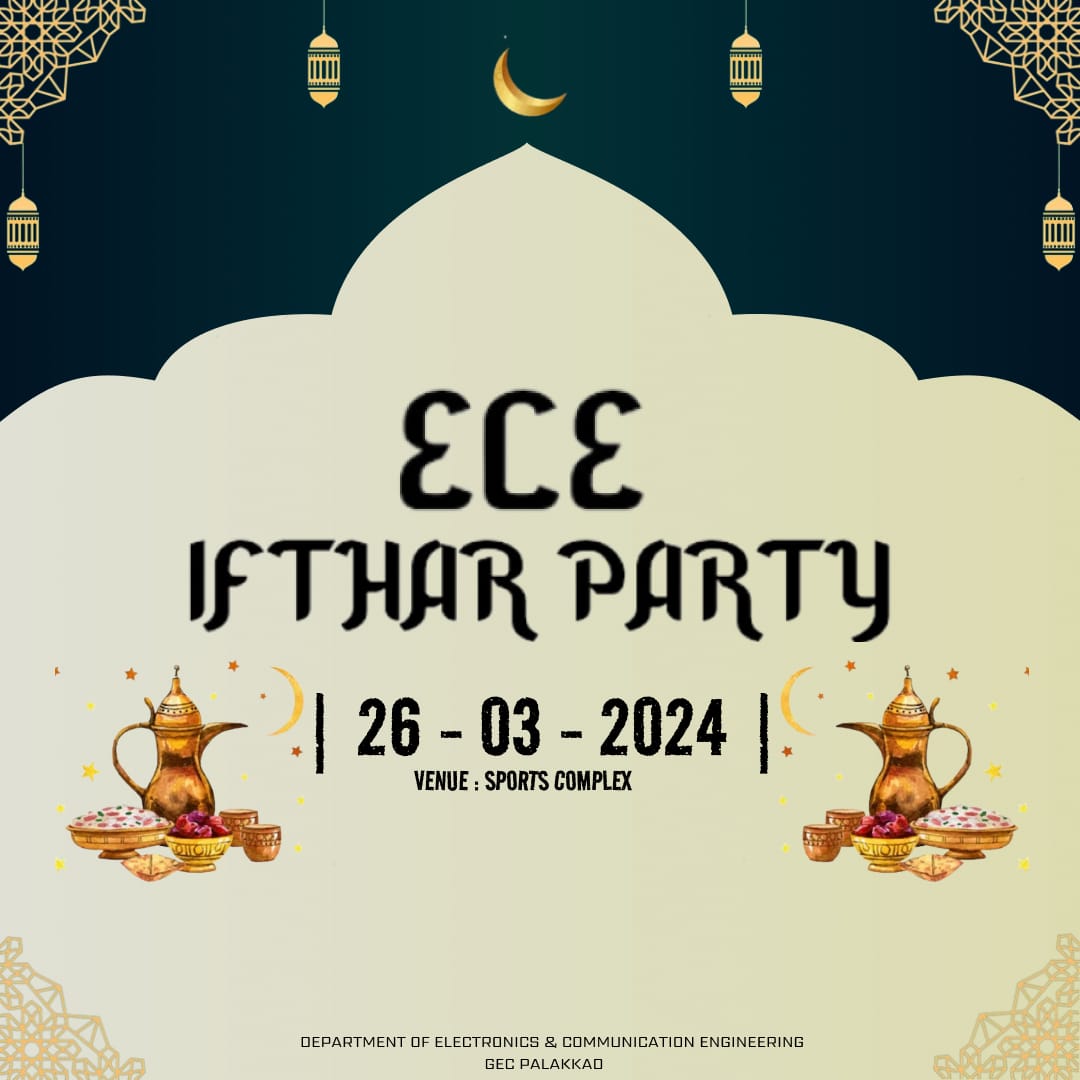 ECE
IFTHAR PARTY
| 26 - 03 - 2024 |
VENUE : SPORTS COMPLEX
DEPARTMENT OF ELECTRONICS & COMMUNICATION ENGINEERING
GEC PALAKKAD